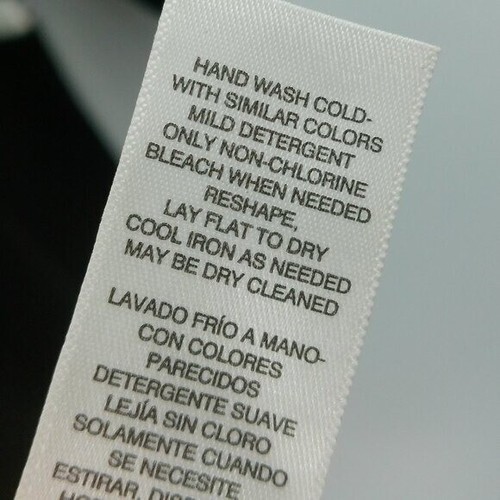 HAND WASH COLD-
WITH SIMILAR COLORS
MILD DETERGENT
ONLY NON-CHLORINE
BLEACH WHEN NEEDED
RESHAPE,
LAY FLAT TO DRY
COOL IRON AS NEEDED
MAY BE DRY CLEANED
LAVADO FRÍO A MANO-
CON COLORES
PARECIDOS
DETERGENTE SUAVE
LEJÍA SIN CLORO
SOLAMENTE CUANDO
SE NECESITE
ESTIRAR,